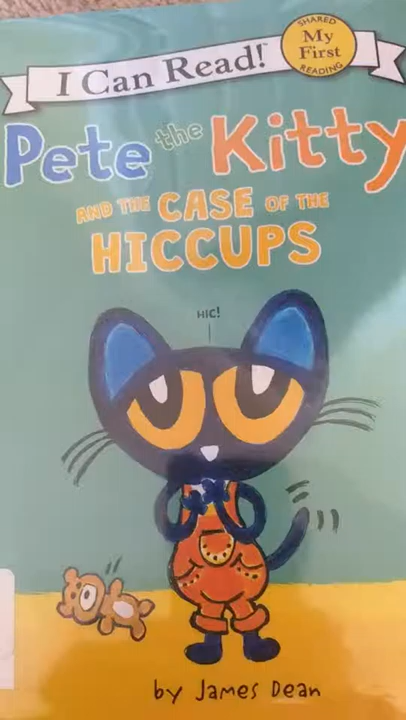 I Can Read!™
SHARED
My
First
READING
Pete the Kitty
AND THE CASE OF THE
HICCUPS
HIC!
by James Dean